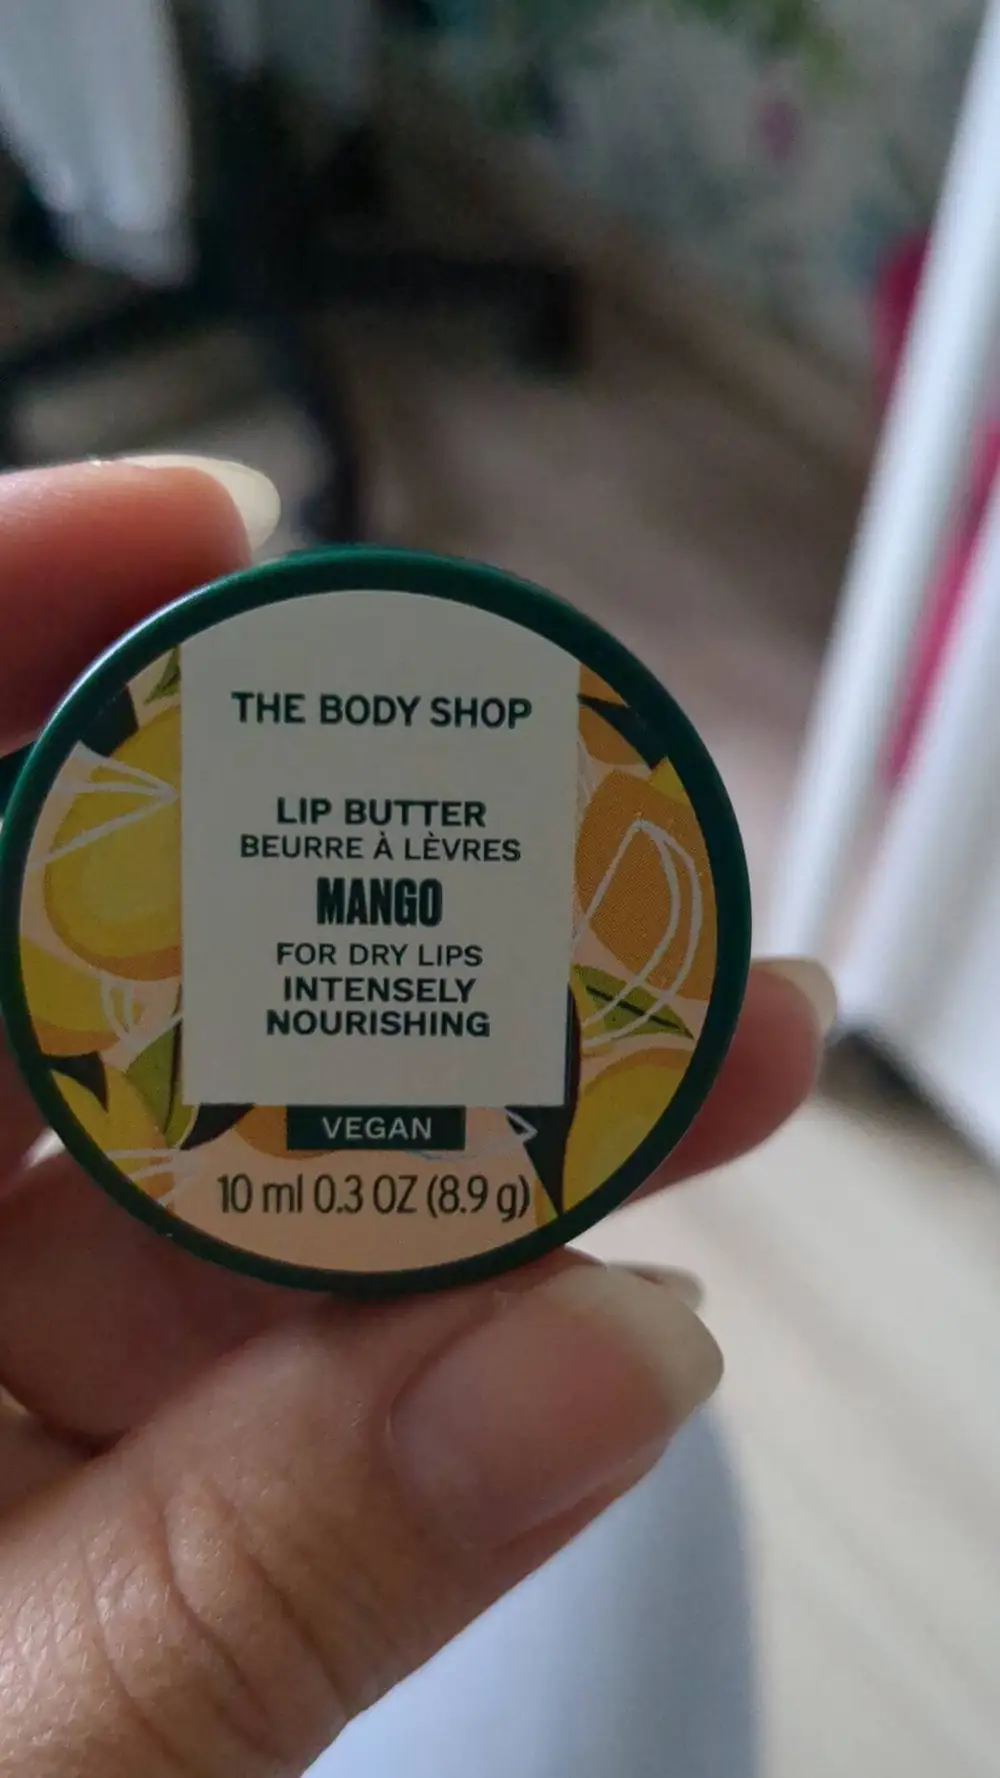 THE BODY SHOP
LIP BUTTER
BEURRE À LÈVRES
MANGO
FOR DRY LIPS
INTENSELY
NOURISHING
VEGAN
10 ml 0.3 OZ (8.9 g)